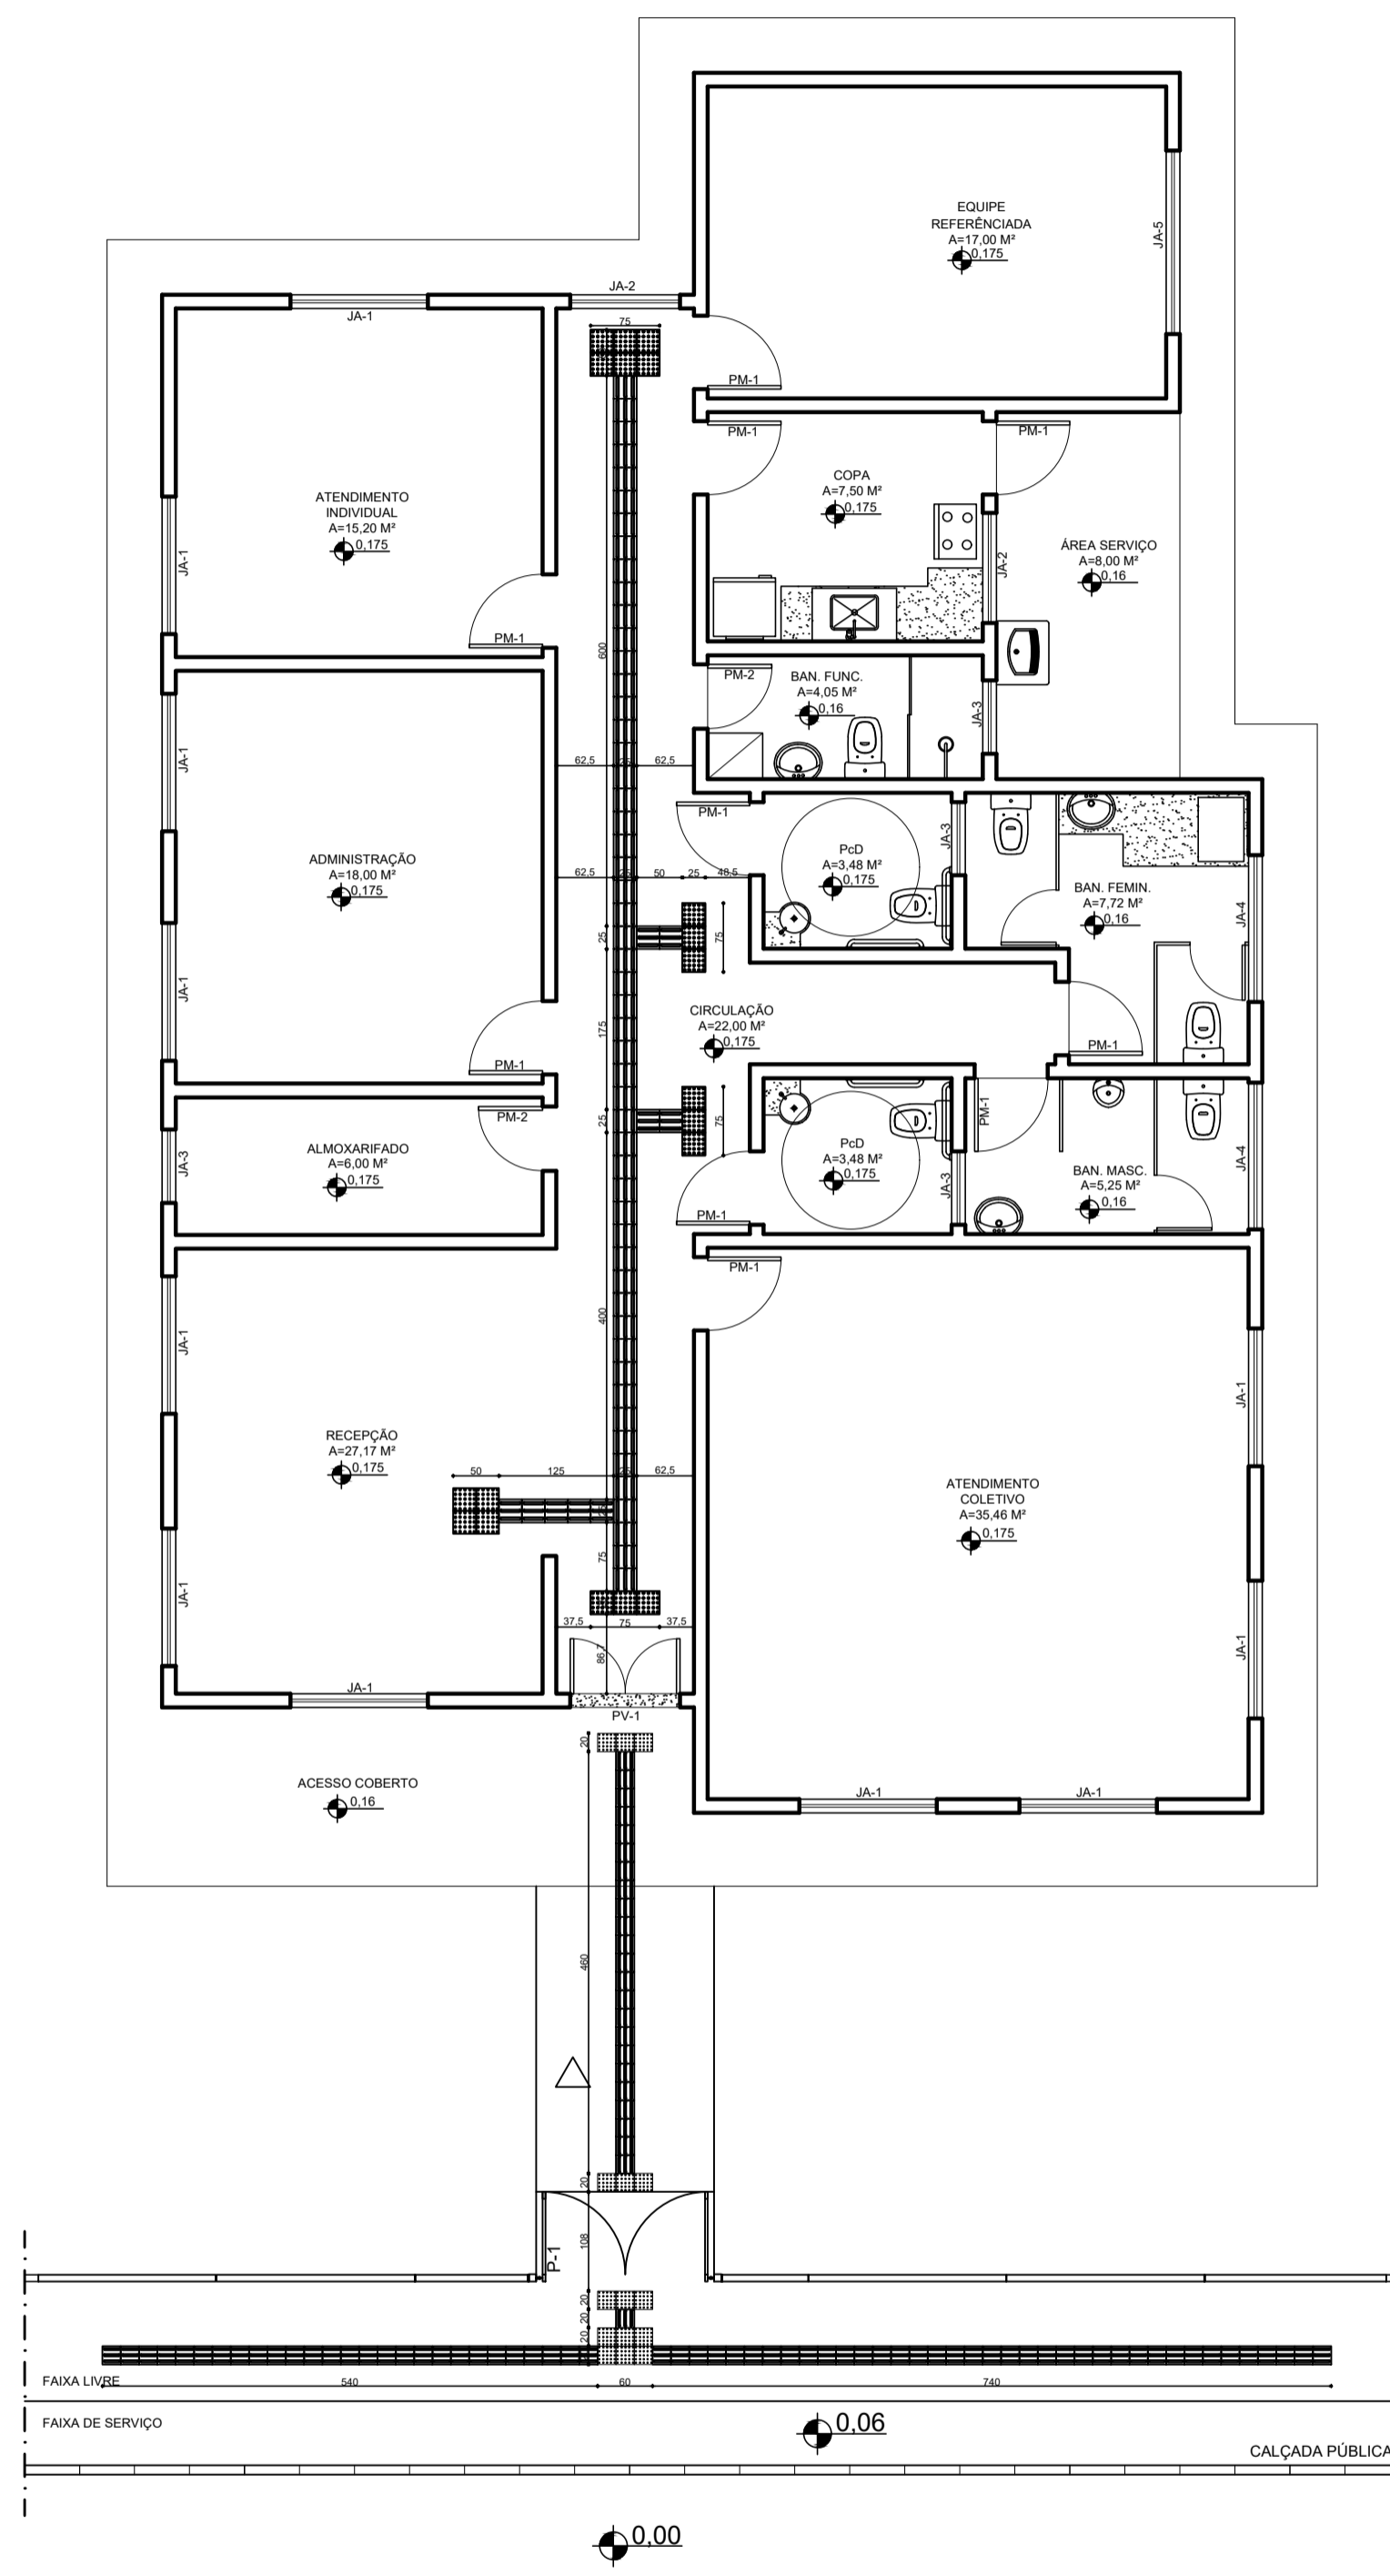 EQUIPE
REFERÊNCIADA
A=17,00 M²
0,175
JA-5
JA-2
JA-1
75
PM-1
PM-1
PM-1
COPA
A=7,50 M²
0,175
ATENDIMENTO
INDIVIDUAL
A=15,20 M²
0,175
JA-1
JA-2
ÁREA SERVIÇO
A=8,00 M²
0,16
PM-1
600
PM-2
BAN. FUNC.
A=4,05 M²
0,16
JA-3
JA-1
62,5
25
62,5
PM-1
ADMINISTRAÇÃO
A=18,00 M²
0,175
PcD
A=3,48 M²
0,175
JA-3
62,5
25
50
25
48,5
BAN. FEMIN.
A=7,72 M²
0,16
JA-4
25
75
JA-1
CIRCULAÇÃO
A=22,00 M²
0,175
175
PM-1
PM-1
PM-2
25
75
PM-1
ALMOXARIFADO
A=6,00 M²
0,175
JA-3
PcD
A=3,48 M²
0,175
JA-3
BAN. MASC.
A=5,25 M²
0,16
JA-4
PM-1
PM-1
400
JA-1
JA-1
RECEPÇÃO
A=27,17 M²
0,175
50
125
25
62,5
25
ATENDIMENTO
COLETIVO
A=35,46 M²
0,175
75
JA-1
JA-1
37,5
75
37,5
86,7
JA-1
PV-1
20
ACESSO COBERTO
0,16
JA-1
JA-1
460
20
108
P-1
20
20
20
FAIXA LIVRE
540
60
740
FAIXA DE SERVIÇO
0,06
CALÇADA PÚBLICA
0,00